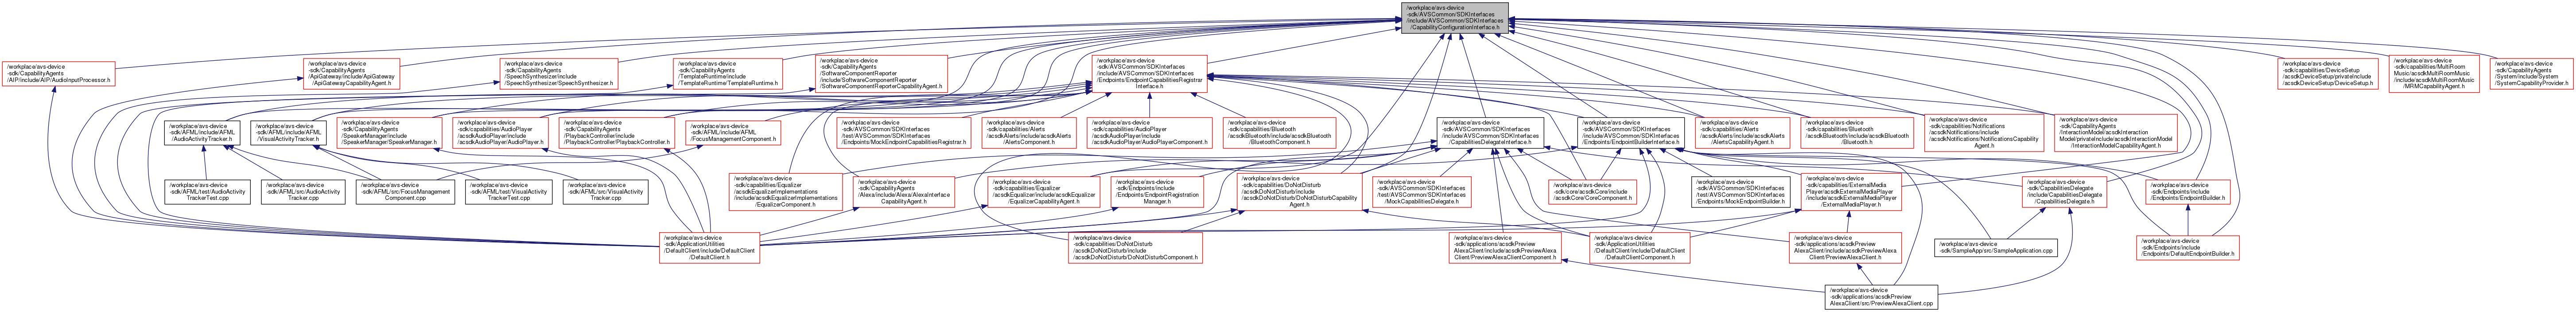 /workplace/avs-device
-sdk/AVSCommon/SDKInterfaces
/include/AVSCommon/SDKInterfaces
/CapabilityConfigurationInterface.h
/workplace/avs-device
-sdk/CapabilityAgents
/AIP/include/AIP/AudioInputProcessor.h
/workplace/avs-device
-sdk/CapabilityAgents
/ApiGateway/include/ApiGateway
/ApiGatewayCapabilityAgent.h
/workplace/avs-device
-sdk/CapabilityAgents
/SpeechSynthesizer/include
/SpeechSynthesizer/SpeechSynthesizer.h
/workplace/avs-device
-sdk/CapabilityAgents
/TemplateRuntime/include
/TemplateRuntime/TemplateRuntime.h
/workplace/avs-device
-sdk/CapabilityAgents
/SoftwareComponentReporter
/include/SoftwareComponentReporter
/SoftwareComponentReporterCapabilityAgent.h
/workplace/avs-device
-sdk/AVSCommon/SDKInterfaces
/include/AVSCommon/SDKInterfaces
/Endpoints/EndpointCapabilitiesRegistrar
Interface.h
/workplace/avs-device
-sdk/capabilities/DeviceSetup
/acsdkDeviceSetup/privateinclude
/acsdkDeviceSetup/DeviceSetup.h
/workplace/avs-device
-sdk/capabilities/MultiRoom
Music/acsdkMultiRoomMusic
/include/acsdkMultiRoomMusic
/MRMCapabilityAgent.h
/workplace/avs-device
-sdk/CapabilityAgents
/System/include/System
/SystemCapabilityProvider.h
/workplace/avs-device
-sdk/AFML/include/AFML
/AudioActivityTracker.h
/workplace/avs-device
-sdk/AFML/include/AFML
/VisualActivityTracker.h
/workplace/avs-device
-sdk/CapabilityAgents
/SpeakerManager/include
/SpeakerManager/SpeakerManager.h
/workplace/avs-device
-sdk/capabilities/AudioPlayer
/acsdkAudioPlayer/include
/acsdkAudioPlayer/AudioPlayer.h
/workplace/avs-device
-sdk/CapabilityAgents
/PlaybackController/include
/PlaybackController/PlaybackController.h
/workplace/avs-device
-sdk/AFML/include/AFML
/FocusManagementComponent.h
/workplace/avs-device
-sdk/AVSCommon/SDKInterfaces
/test/AVSCommon/SDKInterfaces
/Endpoints/MockEndpointCapabilitiesRegistrar.h
/workplace/avs-device
-sdk/capabilities/Alerts
/acsdkAlerts/include/acsdkAlerts
/AlertsComponent.h
/workplace/avs-device
-sdk/capabilities/AudioPlayer
/acsdkAudioPlayer/include
/acsdkAudioPlayer/AudioPlayerComponent.h
/workplace/avs-device
-sdk/capabilities/Bluetooth
/acsdkBluetooth/include/acsdkBluetooth
/BluetoothComponent.h
/workplace/avs-device
-sdk/AVSCommon/SDKInterfaces
/include/AVSCommon/SDKInterfaces
/CapabilitiesDelegateInterface.h
/workplace/avs-device
-sdk/AVSCommon/SDKInterfaces
/include/AVSCommon/SDKInterfaces
/Endpoints/EndpointBuilderInterface.h
/workplace/avs-device
-sdk/capabilities/Alerts
/acsdkAlerts/include/acsdkAlerts
/AlertsCapabilityAgent.h
/workplace/avs-device
-sdk/capabilities/Bluetooth
/acsdkBluetooth/include/acsdkBluetooth
/Bluetooth.h
/workplace/avs-device
-sdk/capabilities/Notifications
/acsdkNotifications/include
/acsdkNotifications/NotificationsCapability
Agent.h
/workplace/avs-device
-sdk/CapabilityAgents
/InteractionModel/acsdkInteraction
Model/privateinclude/acsdkInteractionModel
/InteractionModelCapabilityAgent.h
/workplace/avs-device
-sdk/AFML/test/AudioActivity
TrackerTest.cpp
/workplace/avs-device
-sdk/AFML/src/AudioActivity
Tracker.cpp
/workplace/avs-device
-sdk/AFML/src/FocusManagement
Component.cpp
/workplace/avs-device
-sdk/AFML/test/VisualActivity
TrackerTest.cpp
/workplace/avs-device
-sdk/AFML/src/VisualActivity
Tracker.cpp
/workplace/avs-device
-sdk/capabilities/Equalizer
/acsdkEqualizerImplementations
/include/acsdkEqualizerImplementations
/EqualizerComponent.h
/workplace/avs-device
-sdk/CapabilityAgents
/Alexa/include/Alexa/AlexaInterface
CapabilityAgent.h
/workplace/avs-device
-sdk/capabilities/Equalizer
/acsdkEqualizer/include/acsdkEqualizer
/EqualizerCapabilityAgent.h
/workplace/avs-device
-sdk/Endpoints/include
/Endpoints/EndpointRegistration
Manager.h
/workplace/avs-device
-sdk/capabilities/DoNotDisturb
/acsdkDoNotDisturb/include
/acsdkDoNotDisturb/DoNotDisturbCapability
Agent.h
/workplace/avs-device
-sdk/AVSCommon/SDKInterfaces
/test/AVSCommon/SDKInterfaces
/MockCapabilitiesDelegate.h
/workplace/avs-device
-sdk/core/acsdkCore/include
/acsdkCore/CoreComponent.h
/workplace/avs-device
-sdk/AVSCommon/SDKInterfaces
/test/AVSCommon/SDKInterfaces
/Endpoints/MockEndpointBuilder.h
/workplace/avs-device
-sdk/capabilities/ExternalMedia
Player/acsdkExternalMediaPlayer
/include/acsdkExternalMediaPlayer
/ExternalMediaPlayer.h
/workplace/avs-device
-sdk/CapabilitiesDelegate
/include/CapabilitiesDelegate
/CapabilitiesDelegate.h
/workplace/avs-device
-sdk/Endpoints/include
/Endpoints/EndpointBuilder.h
/workplace/avs-device
-sdk/ApplicationUtilities
/DefaultClient/include/DefaultClient
/DefaultClient.h
/workplace/avs-device
-sdk/capabilities/DoNotDisturb
/acsdkDoNotDisturb/include
/acsdkDoNotDisturb/DoNotDisturbComponent.h
/workplace/avs-device
-sdk/applications/acsdkPreview
AlexaClient/include/acsdkPreviewAlexa
Client/PreviewAlexaClientComponent.h
/workplace/avs-device
-sdk/ApplicationUtilities
/DefaultClient/include/DefaultClient
/DefaultClientComponent.h
/workplace/avs-device
-sdk/applications/acsdkPreview
AlexaClient/include/acsdkPreviewAlexa
Client/PreviewAlexaClient.h
/workplace/avs-device
-sdk/SampleApp/src/SampleApplication.cpp
/workplace/avs-device
-sdk/Endpoints/include
/Endpoints/DefaultEndpointBuilder.h
/workplace/avs-device
-sdk/applications/acsdkPreview
AlexaClient/src/PreviewAlexaClient.cpp